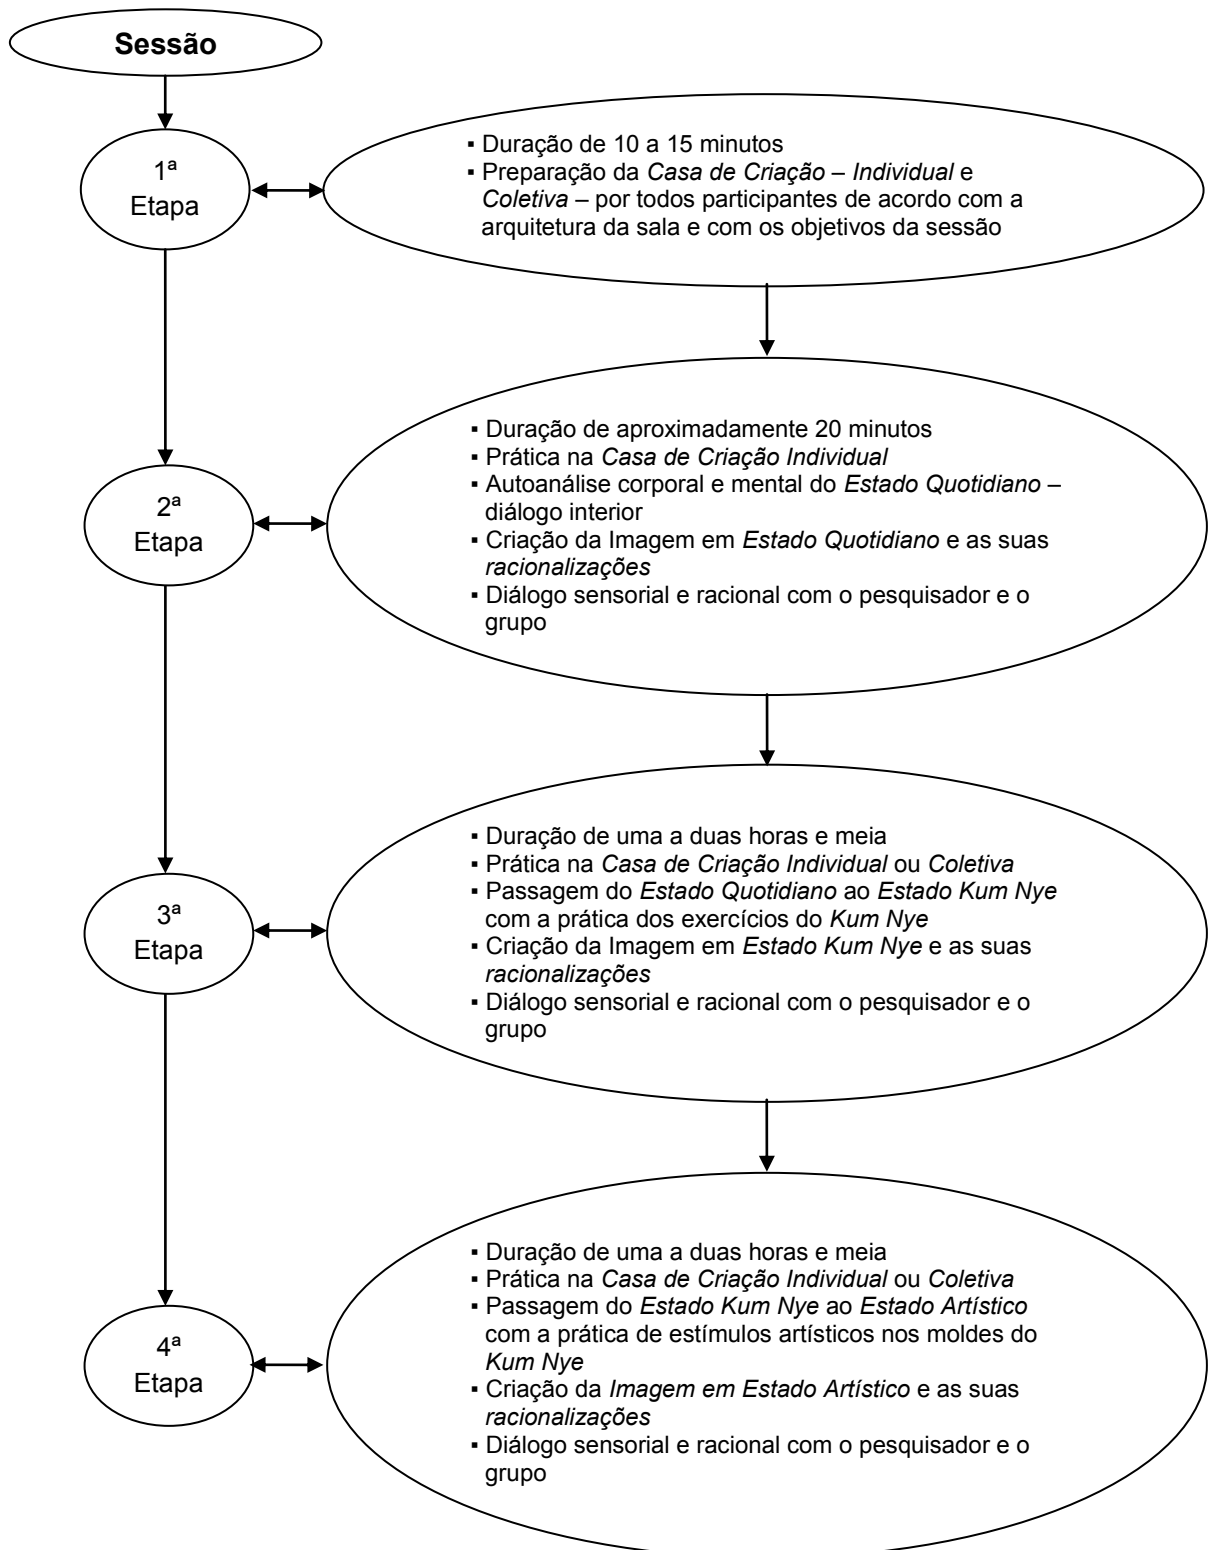 Sessão
1ª
Etapa
▪ Duração de 10 a 15 minutos
▪ Preparação da Casa de Criação – Individual e
Coletiva – por todos participantes de acordo com a
arquitetura da sala e com os objetivos da sessão
2ª
Etapa
▪ Duração de aproximadamente 20 minutos
▪ Prática na Casa de Criação Individual
▪ Autoanálise corporal e mental do Estado Quotidiano –
diálogo interior
▪ Criação da Imagem em Estado Quotidiano e as suas
racionalizações
▪ Diálogo sensorial e racional com o pesquisador e o
grupo
3ª
Etapa
▪ Duração de uma a duas horas e meia
▪ Prática na Casa de Criação Individual ou Coletiva
▪ Passagem do Estado Quotidiano ao Estado Kum Nye
com a prática dos exercícios do Kum Nye
▪ Criação da Imagem em Estado Kum Nye e as suas
racionalizações
▪ Diálogo sensorial e racional com o pesquisador e o
grupo
4ª
Etapa
▪ Duração de uma a duas horas e meia
▪ Prática na Casa de Criação Individual ou Coletiva
▪ Passagem do Estado Kum Nye ao Estado Artístico
com a prática de estímulos artísticos nos moldes do
Kum Nye
▪ Criação da Imagem em Estado Artístico e as suas
racionalizações
▪ Diálogo sensorial e racional com o pesquisador e o
grupo